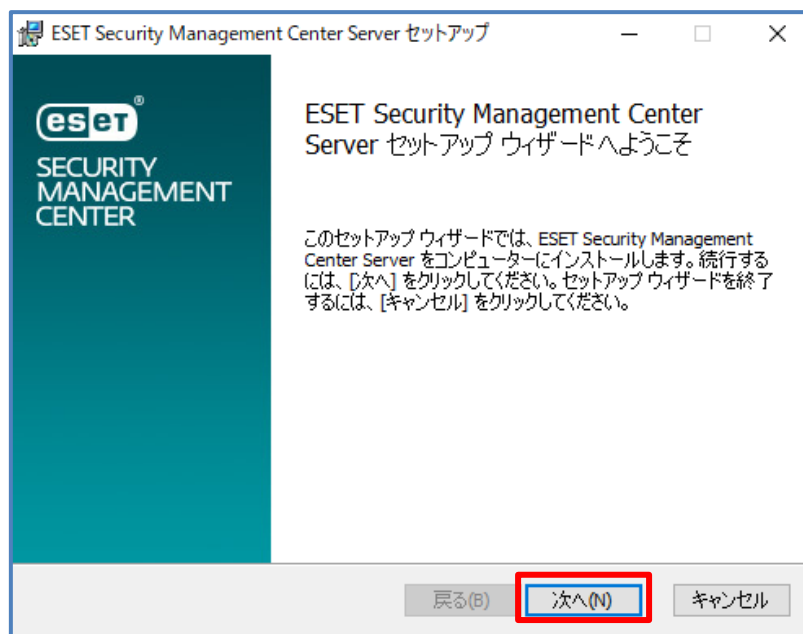 ESET Security Management Center Server セットアップ
eset®
SECURITY
MANAGEMENT
CENTER
ESET Security Management Center
Server セットアップ ウィザードへようこそ
このセットアップ ウィザードでは、ESET Security Management
Center Server をコンピューターにインストールします。続行する
には、[次へ] をクリックしてください。セットアップ ウィザードを終了
するには、[キャンセル] をクリックしてください。
戻る(B)
次へ(N)
キャンセル